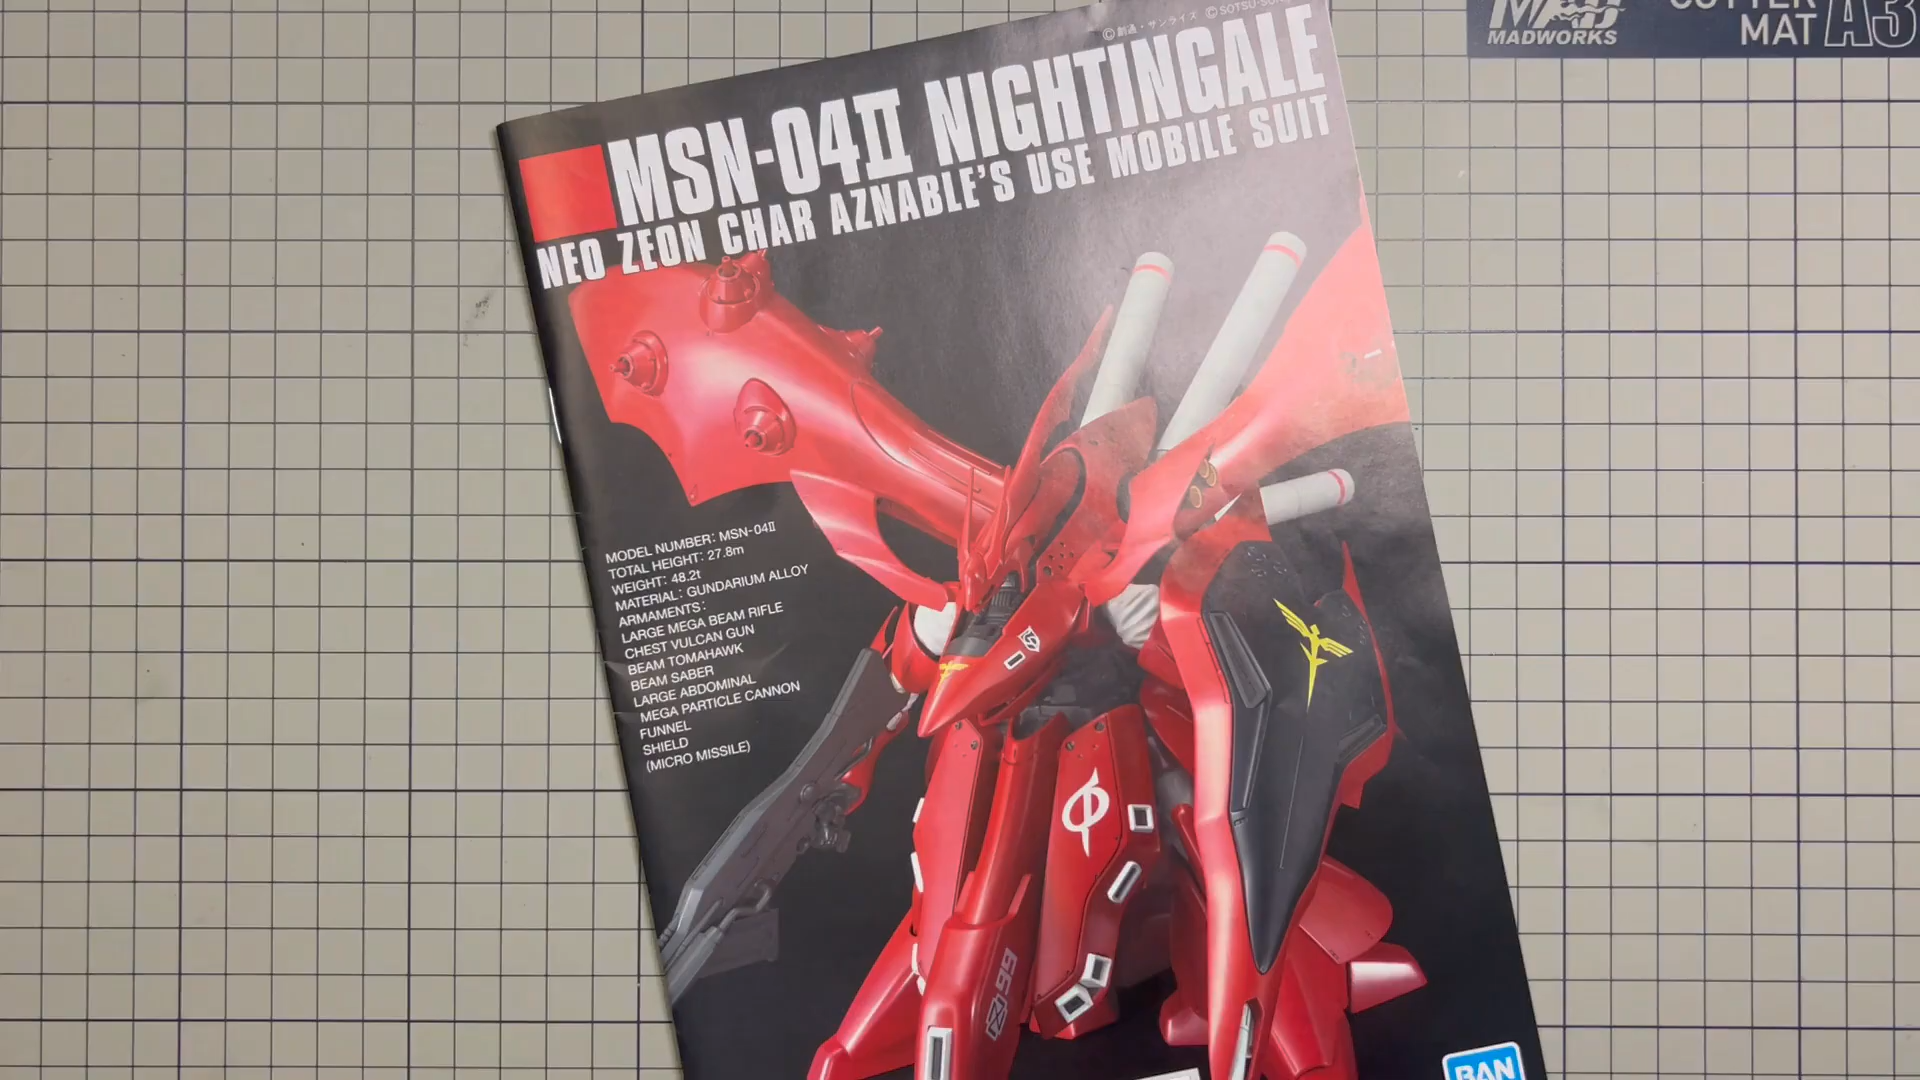 MADWORKS
MAT A3
©創通・サンライズ
MSN-04II NIGHTINGALE
NEO ZEON CHAR AZNABLE'S USE MOBILE SUIT
MODEL NUMBER: MSN-04II
TOTAL HEIGHT: 27.8m
WEIGHT: 48.2t
MATERIAL: GUNDARIUM ALLOY
ARMAMENTS:
LARGE MEGA BEAM RIFLE
CHEST VULCAN GUN
BEAM TOMAHAWK
BEAM SABER
LARGE ABDOMINAL
MEGA PARTICLE CANNON
FUNNEL
SHIELD
(MICRO MISSILE)
BAN